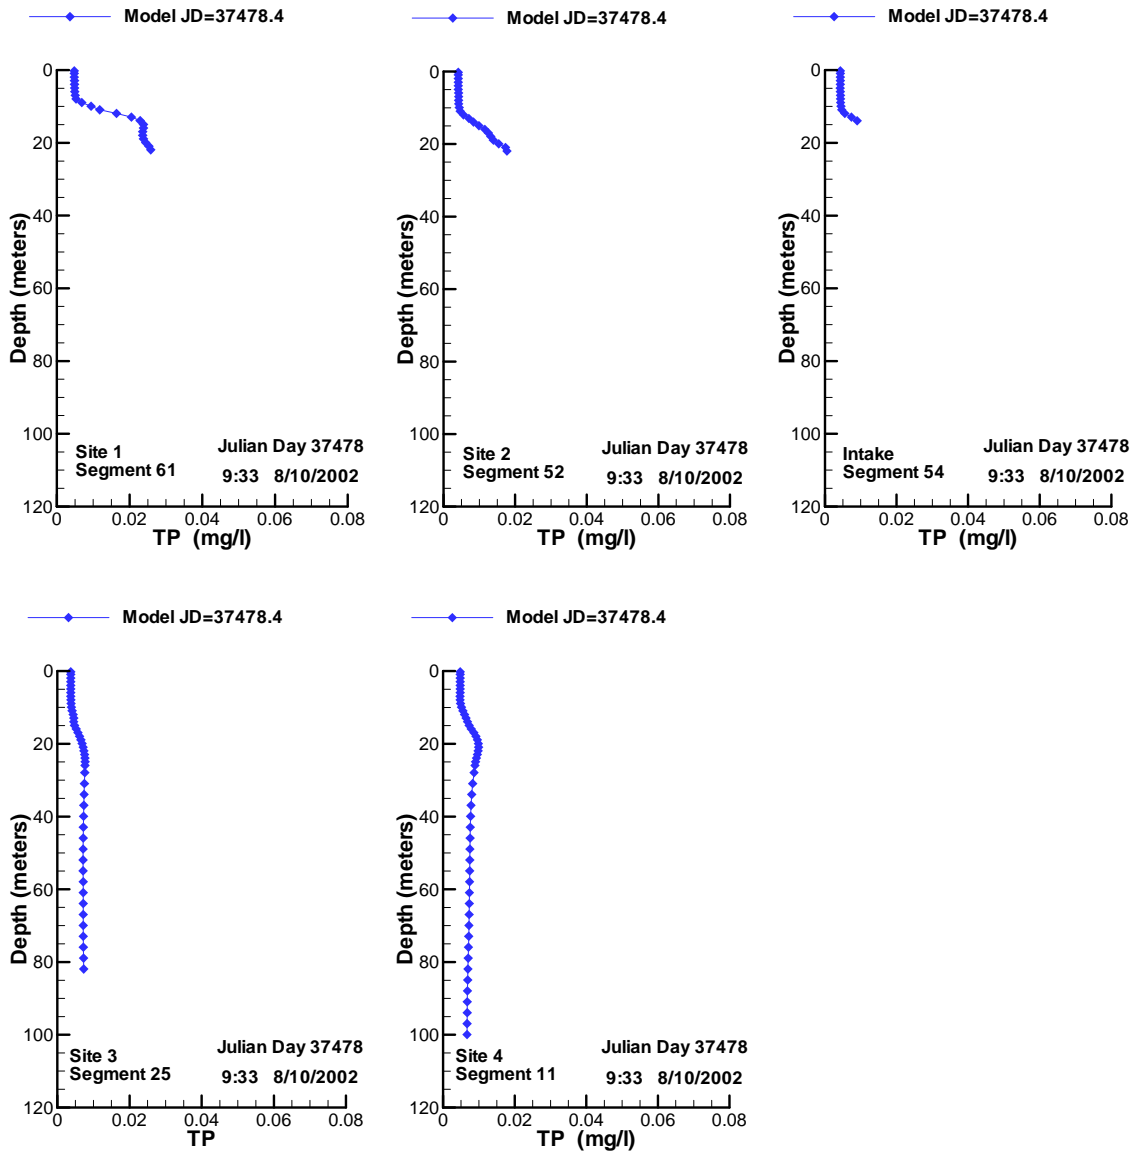 Model JD=37478.4
0
20
40
60
80
100
120
Depth (meters)
Site 1
Segment 61
Julian Day 37478
9:33 8/10/2002
0 0.02 0.04 0.06 0.08
TP (mg/l)
Model JD=37478.4
0
20
40
60
80
100
120
Depth (meters)
Site 2
Segment 52
Julian Day 37478
9:33 8/10/2002
0 0.02 0.04 0.06 0.08
TP (mg/l)
Model JD=37478.4
0
20
40
60
80
100
120
Depth (meters)
Intake
Segment 54
Julian Day 37478
9:33 8/10/2002
0 0.02 0.04 0.06 0.08
TP (mg/l)
Model JD=37478.4
0
20
40
60
80
100
120
Depth (meters)
Site 3
Segment 25
Julian Day 37478
9:33 8/10/2002
0 0.02 0.04 0.06 0.08
TP
Model JD=37478.4
0
20
40
60
80
100
120
Depth (meters)
Site 4
Segment 11
Julian Day 37478
9:33 8/10/2002
0 0.02 0.04 0.06 0.08
TP (mg/l)